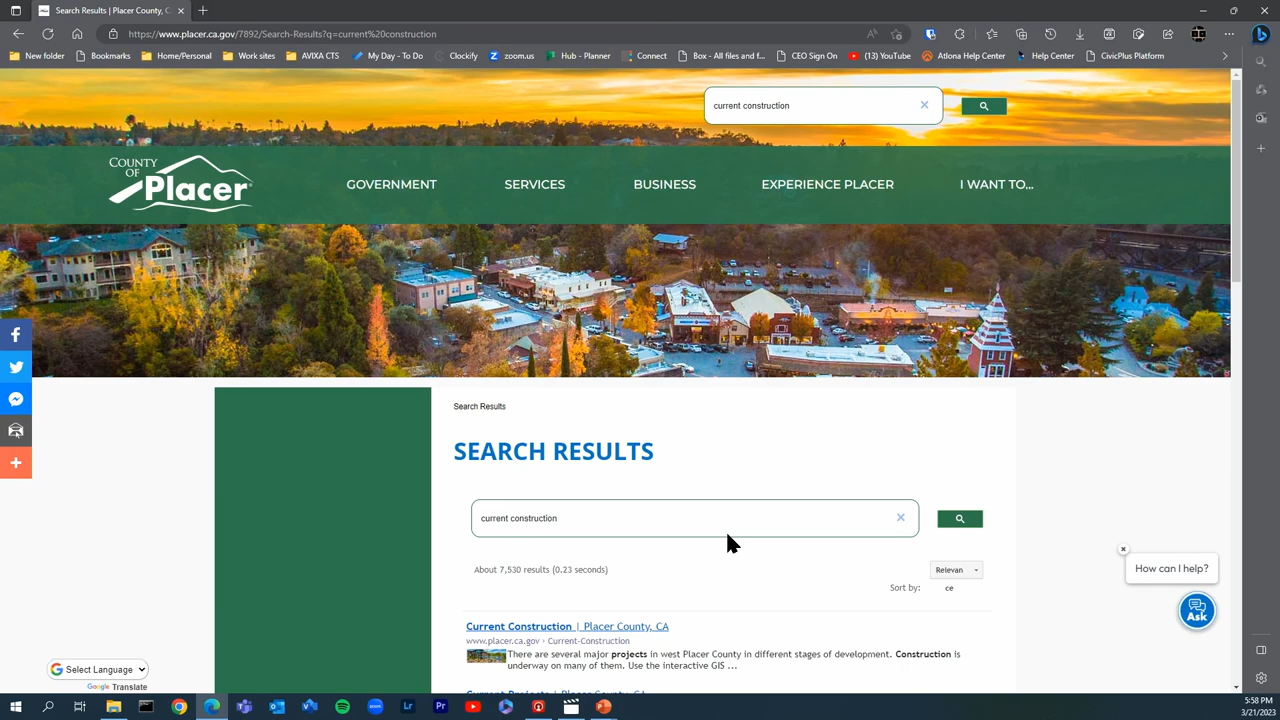 Search Results | Placer County, C
https://www.placer.ca.gov/7892/Search-Results?q=current%20construction
New folder
Bookmarks
Home/Personal
Work sites
AVIXA CTS
My Day - To Do
Clockify
zoom.us
Hub - Planner
Connect
Box - All files and f...
CEO Sign On
(13) YouTube
Atlona Help Center
Help Center
CivicPlus Platform
current construction
COUNTY
OF
Placer
GOVERNMENT
SERVICES
BUSINESS
EXPERIENCE PLACER
I WANT TO...
Search Results
SEARCH RESULTS
current construction
About 7,530 results (0.23 seconds)
Relevan
Sort by:
ce
Current Construction | Placer County, CA
www.placer.ca.gov › Current-Construction
There are several major projects in west Placer County in different stages of development. Construction is
underway on many of them. Use the interactive GIS ...
Current Projects | Placer County, CA
How can I help?
Ask
Select Language
Google Translate
5:58 PM
3/21/2023